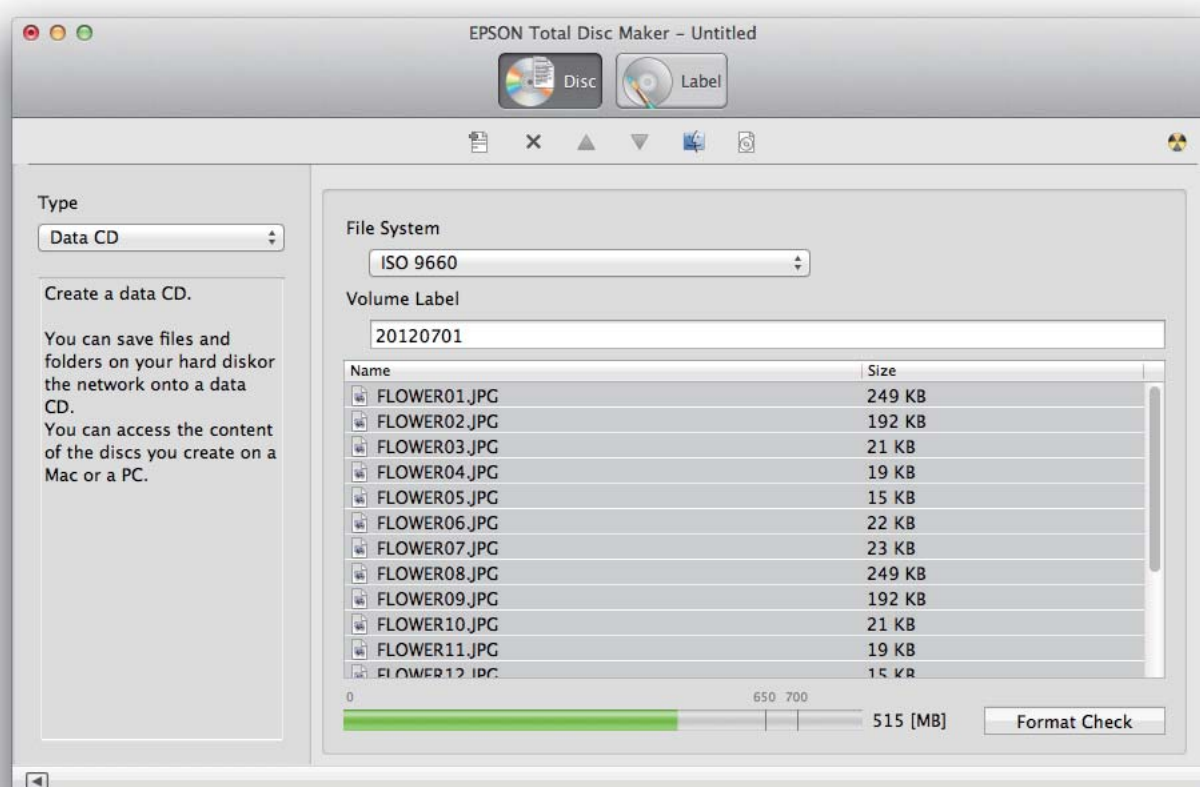 EPSON Total Disc Maker – Untitled
Disc
Label
Type
Data CD
Create a data CD.
You can save files and
folders on your hard diskor
the network onto a data
CD.
You can access the content
of the discs you create on a
Mac or a PC.
File System
ISO 9660
Volume Label
20120701
Name Size
FLOWER01.JPG 249 KB
FLOWER02.JPG 192 KB
FLOWER03.JPG 21 KB
FLOWER04.JPG 19 KB
FLOWER05.JPG 15 KB
FLOWER06.JPG 22 KB
FLOWER07.JPG 23 KB
FLOWER08.JPG 249 KB
FLOWER09.JPG 192 KB
FLOWER10.JPG 21 KB
FLOWER11.JPG 19 KB
FLOWER12.JPG 15 KB
0 650 700
515 [MB] Format Check